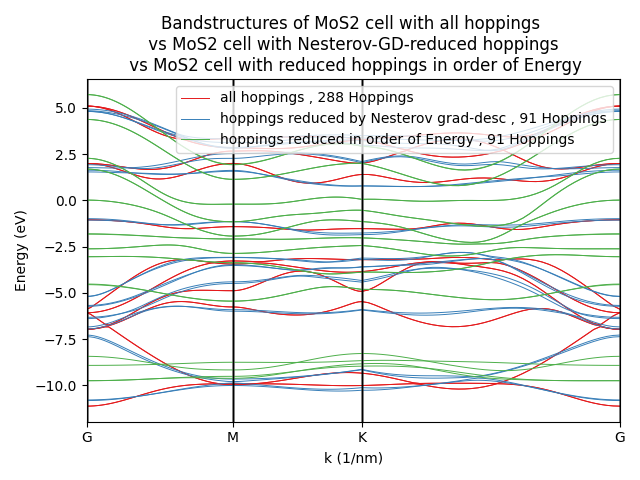 Bandstructures of MoS2 cell with all hoppings
vs MoS2 cell with Nesterov-GD-reduced hoppings
vs MoS2 cell with reduced hoppings in order of Energy
all hoppings , 288 Hoppings
hoppings reduced by Nesterov grad-desc , 91 Hoppings
hoppings reduced in order of Energy , 91 Hoppings
5.0
2.5
0.0
−2.5
−5.0
−7.5
−10.0
Energy (eV)
G M K G
k (1/nm)